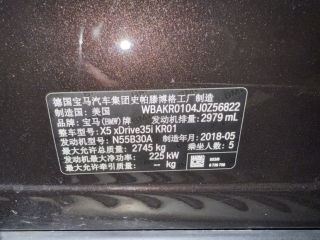 德国宝马汽车集团史帕滕博格工厂制造
制造国: 美国 WBAKR0104J0Z56822
品牌: 宝马(BMW)牌 发动机排量: 2979 mL
整车型号: X5 xDrive35i KR01
发动机型号: N55B30A 制造年月: 2018-05
最大允许总质量: 2745 kg 乘坐人数: 5
发动机最大净功率: 225 kW
最大允许牵引质量: -- kg